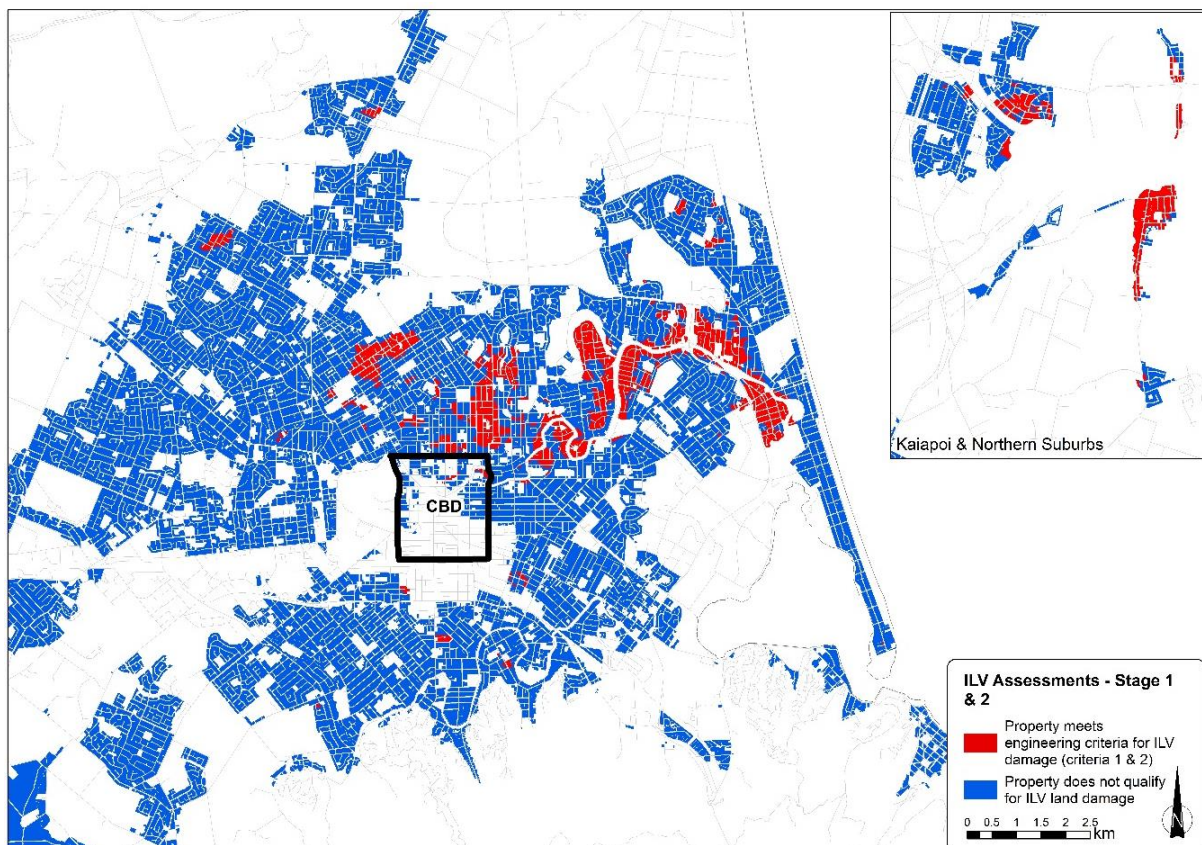 Kaiapoi & Northern Suburbs
CBD
ILV Assessments - Stage 1
& 2
Property meets
engineering criteria for ILV
damage (criteria 1 & 2)
Property does not qualify
for ILV land damage
N
0 0.5 1 1.5 2 2.5
km